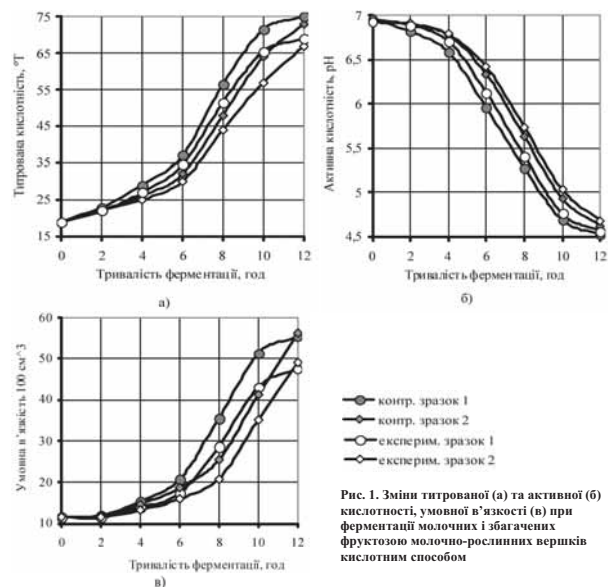 75
65
55
45
35
25
15
Титрована кислотність, °Т
0 2 4 6 8 10 12
Тривалість ферментації, год
а)
7
6,5
6
5,5
5
4,5
Активна кислотність, рН
0 2 4 6 8 10 12
Тривалість ферментації, год
б)
60
50
40
30
20
10
Умовна в'язкість 100 см^3
0 2 4 6 8 10 12
Тривалість ферментації, год
в)
контр. зразок 1
контр. зразок 2
експерим. зразок 1
експерим. зразок 2
Рис. 1. Зміни титрованої (а) та активної (б)
кислотності, умовної в'язкості (в) при
ферментації молочних і збагачених
фруктозою молочно-рослинних вершків
кислотним способом